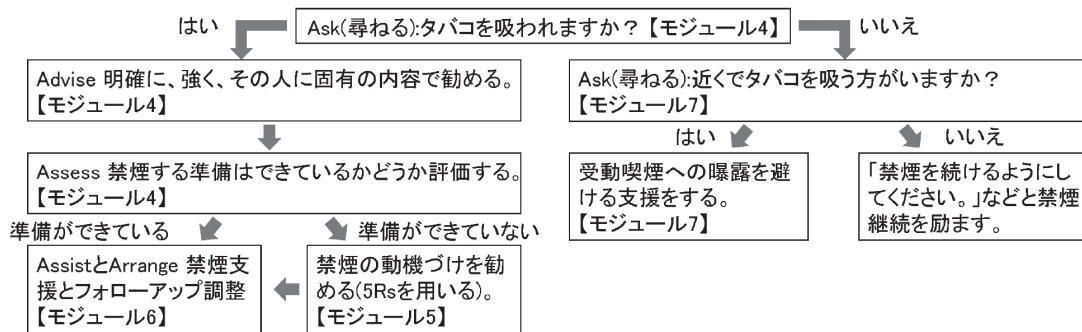 はい
Ask(尋ねる):タバコを吸われますか?【モジュール4】
いいえ
Advise 明確に、強く、その人に固有の内容で勧める。
【モジュール4】
Ask(尋ねる):近くでタバコを吸う方がいますか?
【モジュール7】
はい
いいえ
Assess 禁煙する準備はできているかどうか評価する。
【モジュール4】
受動喫煙への曝露を避
ける支援をする。
【モジュール7】
「禁煙を続けるようにし
てください。」などと禁煙
継続を励ます。
準備ができている
準備ができていない
AssistとArrange 禁煙支
援とフォローアップ調整
【モジュール6】
禁煙の動機づけを勧
める(5Rsを用いる)。
【モジュール5】